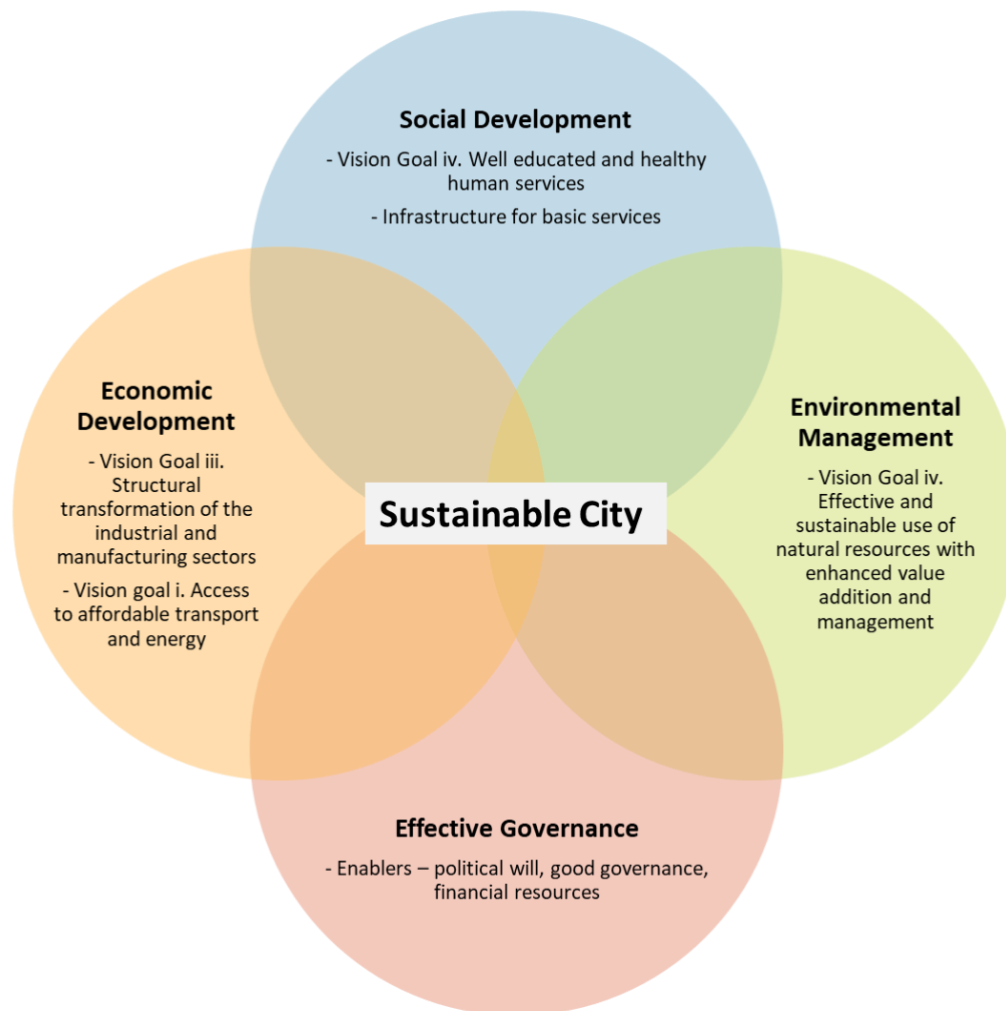 Social Development
- Vision Goal iv. Well educated and healthy
human services
- Infrastructure for basic services
Economic
Development
- Vision Goal iii.
Structural
transformation of the
industrial and
manufacturing sectors
- Vision goal i. Access
to affordable transport
and energy
Sustainable City
Environmental
Management
- Vision Goal iv.
Effective and
sustainable use of
natural resources with
enhanced value
addition and
management
Effective Governance
- Enablers – political will, good governance,
financial resources